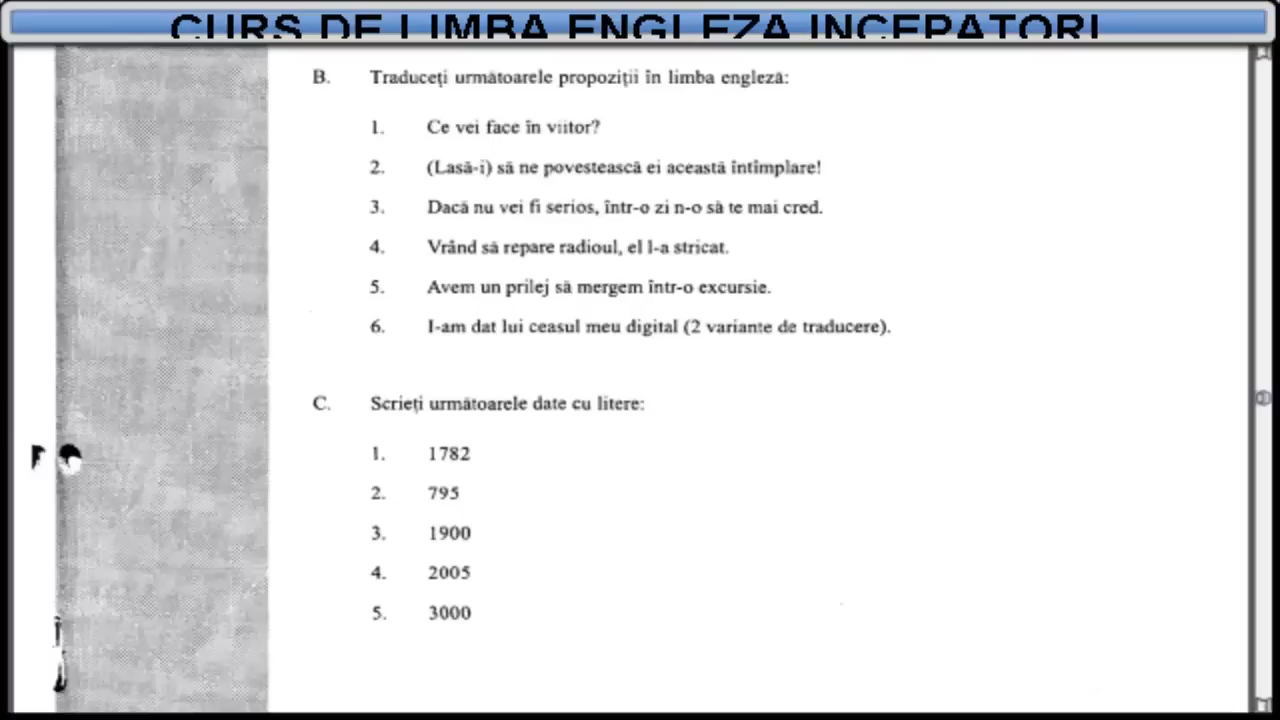 CURS DE LIMBA ENGLEZA INCEPATORI
B. Traduceți următoarele propoziții în limba engleză:
1. Ce vei face în viitor?
2. (Lasă-i) să ne povestească ei această întîmplare!
3. Dacă nu vei fi serios, într-o zi n-o să te mai cred.
4. Vrând să repare radioul, el l-a stricat.
5. Avem un prilej să mergem într-o excursie.
6. I-am dat lui ceasul meu digital (2 variante de traducere).
C. Scrieți următoarele date cu litere:
1. 1782
2. 795
3. 1900
4. 2005
5. 3000